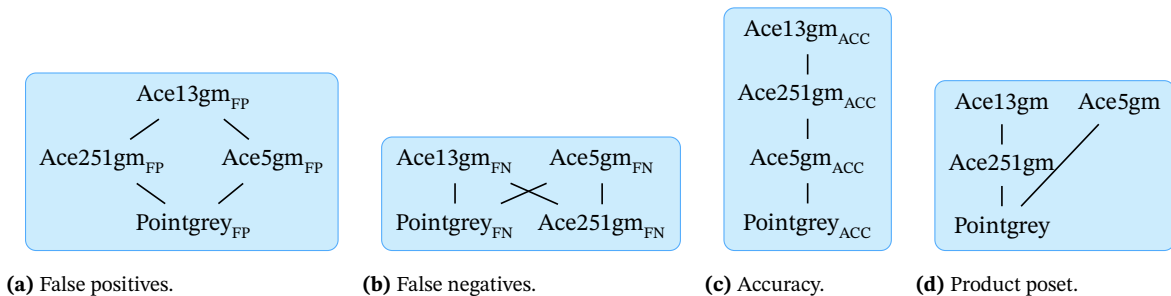 Ace13gm_FP
Ace251gm_FP Ace5gm_FP
Pointgrey_FP
(a) False positives.
Ace13gm_FN Ace5gm_FN
Pointgrey_FN Ace251gm_FN
(b) False negatives.
Ace13gm_ACC
Ace251gm_ACC
Ace5gm_ACC
Pointgrey_ACC
(c) Accuracy.
Ace13gm Ace5gm
Ace251gm
Pointgrey
(d) Product poset.